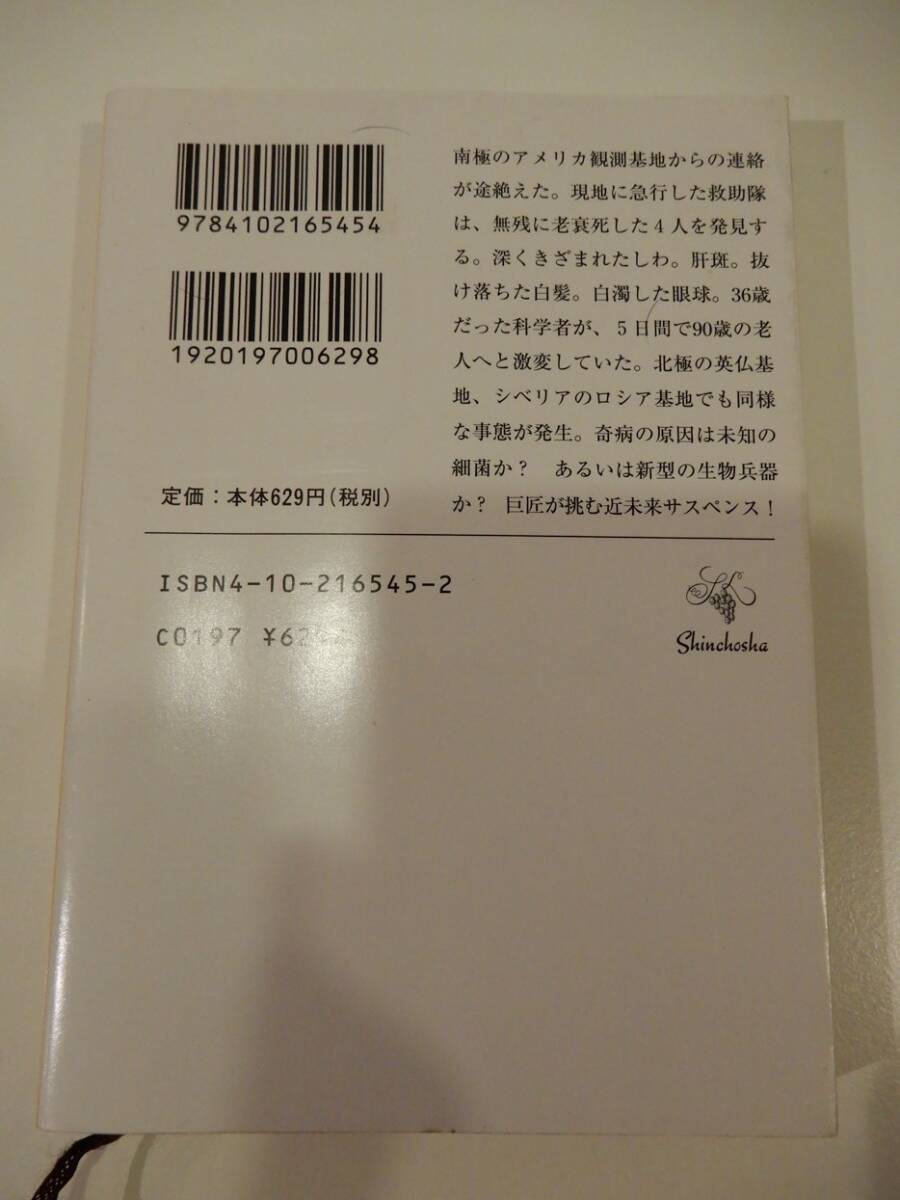 9784102165454
1920197006298
定価：本体629円（税別）
南極のアメリカ観測基地からの連絡
が途絶えた。現地に急行した救助隊
は、無残に老衰死した4人を発見す
る。深くきざまれたしわ。肝斑。抜
け落ちた白髪。白濁した眼球。36歳
だった科学者が、5日間で90歳の老
人へと激変していた。北極の英仏基
地、シベリアのロシア基地でも同様
な事態が発生。奇病の原因は未知の
細菌か？　あるいは新型の生物兵器
か？　巨匠が挑む近未来サスペンス！
ISBN4-10-216545-2
C0197
Shinchosha